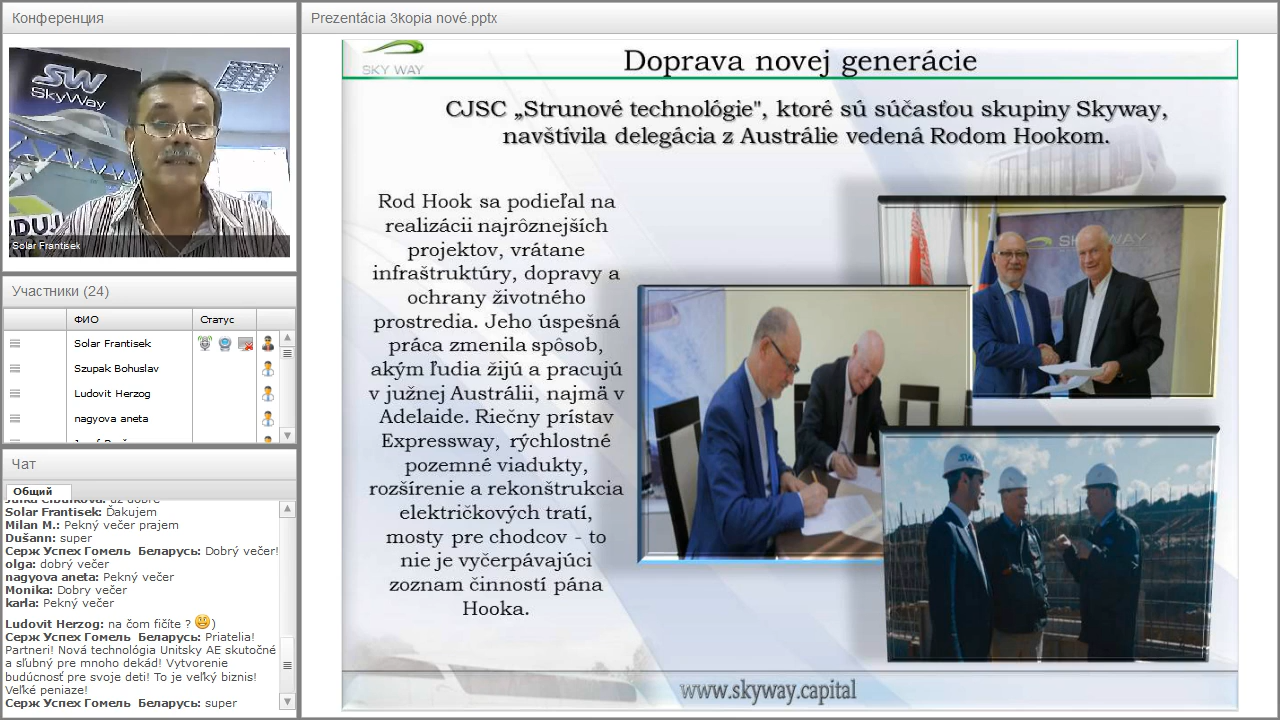 Конференция
SW
SkyWay
Solar Frantisek
Участники (24)
ФИО
Статус
Solar Frantisek
Szupak Bohuslav
Ludovit Herzog
nagyova aneta
Чат
Общий
Solar Frantisek: Ďakujem
Milan M.: Pekný večer prajem
Dušann: super
Серж Успех Гомель Беларусь: Dobrý večer!
olga: dobrý večer
nagyova aneta: Pekný večer
Monika: Dobry večer
karla: Pekný večer
Ludovit Herzog: na čom fičíte ? )
Серж Успех Гомель Беларусь: Priatelia!
Partneri! Nová technológia Unitsky AE skutočné
a sľubný pre mnoho dekád! Vytvorenie
budúcnosť pre svoje deti! To je veľký biznis!
Veľké peniaze!
Серж Успех Гомель Беларусь: super
Prezentácia 3kopia nové.pptx
SKY WAY
Doprava novej generácie
CJSC „Strunové technológie", ktoré sú súčasťou skupiny Skyway,
navštívila delegácia z Austrálie vedená Rodom Hookom.
Rod Hook sa podieľal na
realizácii najrôznejších
projektov, vrátane
infraštruktúry, dopravy a
ochrany životného
prostredia. Jeho úspešná
práca zmenila spôsob,
akým ľudia žijú a pracujú
v južnej Austrálii, najmä v
Adelaide. Riečny prístav
Expressway, rýchlostné
pozemné viadukty,
rozšírenie a rekonštrukcia
električkových tratí,
mosty pre chodcov - to
nie je vyčerpávajúci
zoznam činností pána
Hooka.
SKYWAY
SW
www.skyway.capital